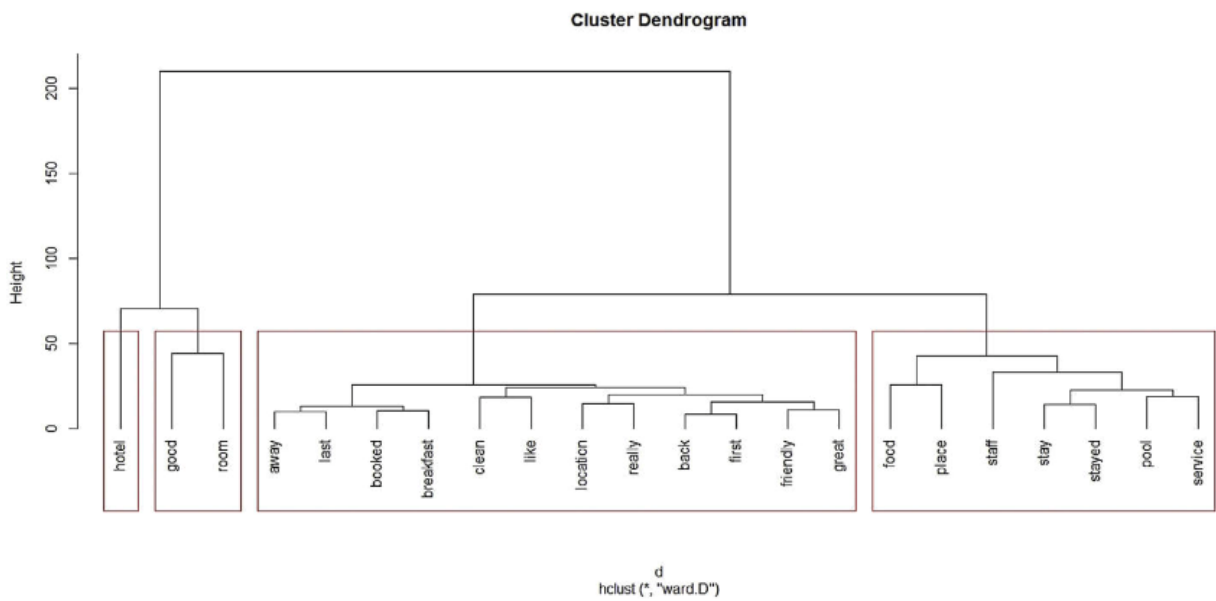 Cluster Dendrogram
Height
0
50
100
150
200
hotel
good
room
away
last
booked
breakfast
clean
like
location
really
back
first
friendly
great
food
place
staff
stay
stayed
pool
service
d
hclust (*, "ward.D")